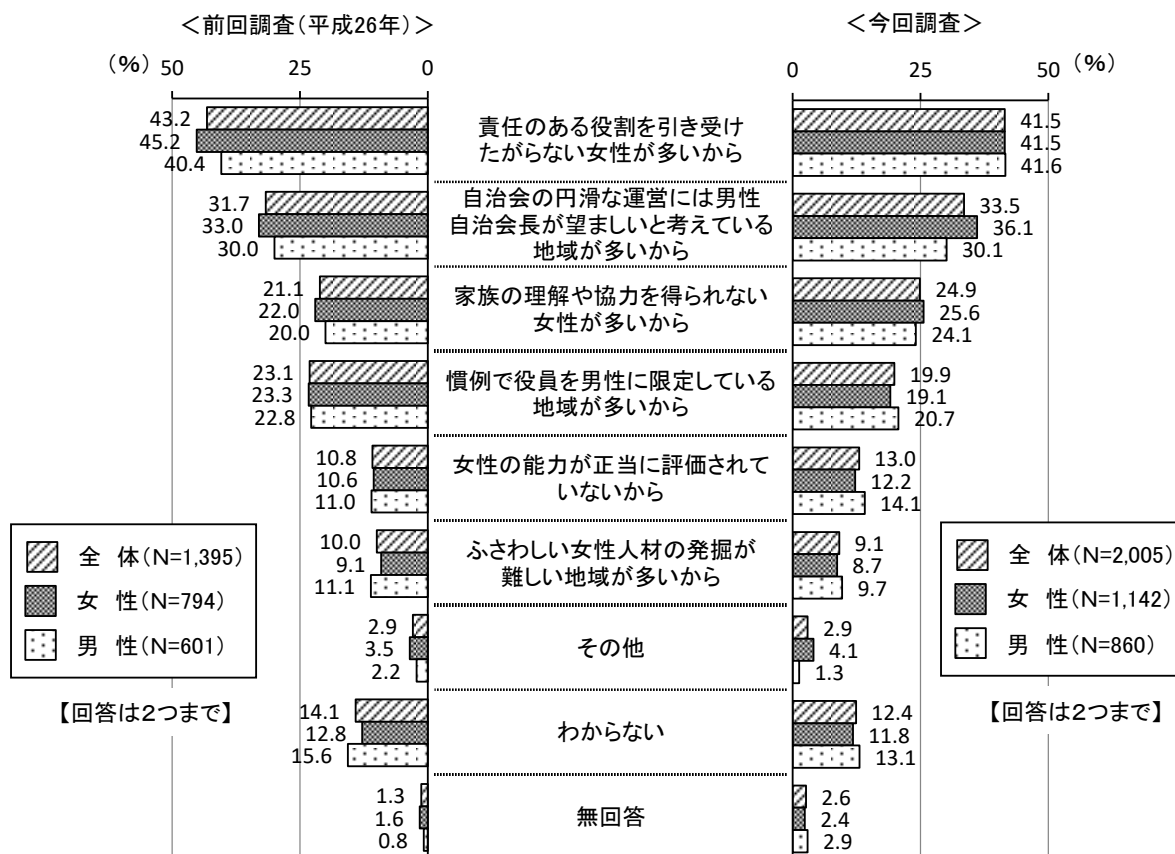 ＜前回調査（平成26年）＞
＜今回調査＞
（％） 50 25 0
0 25 50 （％）
43.2
45.2
40.4
責任のある役割を引き受け
たがらない女性が多いから
41.5
41.5
41.6
31.7
33.0
30.0
自治会の円滑な運営には男性
自治会長が望ましいと考えている
地域が多いから
33.5
36.1
30.1
21.1
22.0
20.0
家族の理解や協力を得られない
女性が多いから
24.9
25.6
24.1
23.1
23.3
22.8
慣例で役員を男性に限定している
地域が多いから
19.9
19.1
20.7
10.8
10.6
11.0
女性の能力が正当に評価されて
いないから
13.0
12.2
14.1
10.0
9.1
11.1
ふさわしい女性人材の発掘が
難しい地域が多いから
9.1
8.7
9.7
2.9
3.5
2.2
その他
2.9
4.1
1.3
14.1
12.8
15.6
わからない
12.4
11.8
13.1
1.3
1.6
0.8
無回答
2.6
2.4
2.9
全 体（N=1,395）
女 性（N=794）
男 性（N=601）
【回答は２つまで】
全 体（N=2,005）
女 性（N=1,142）
男 性（N=860）
【回答は２つまで】